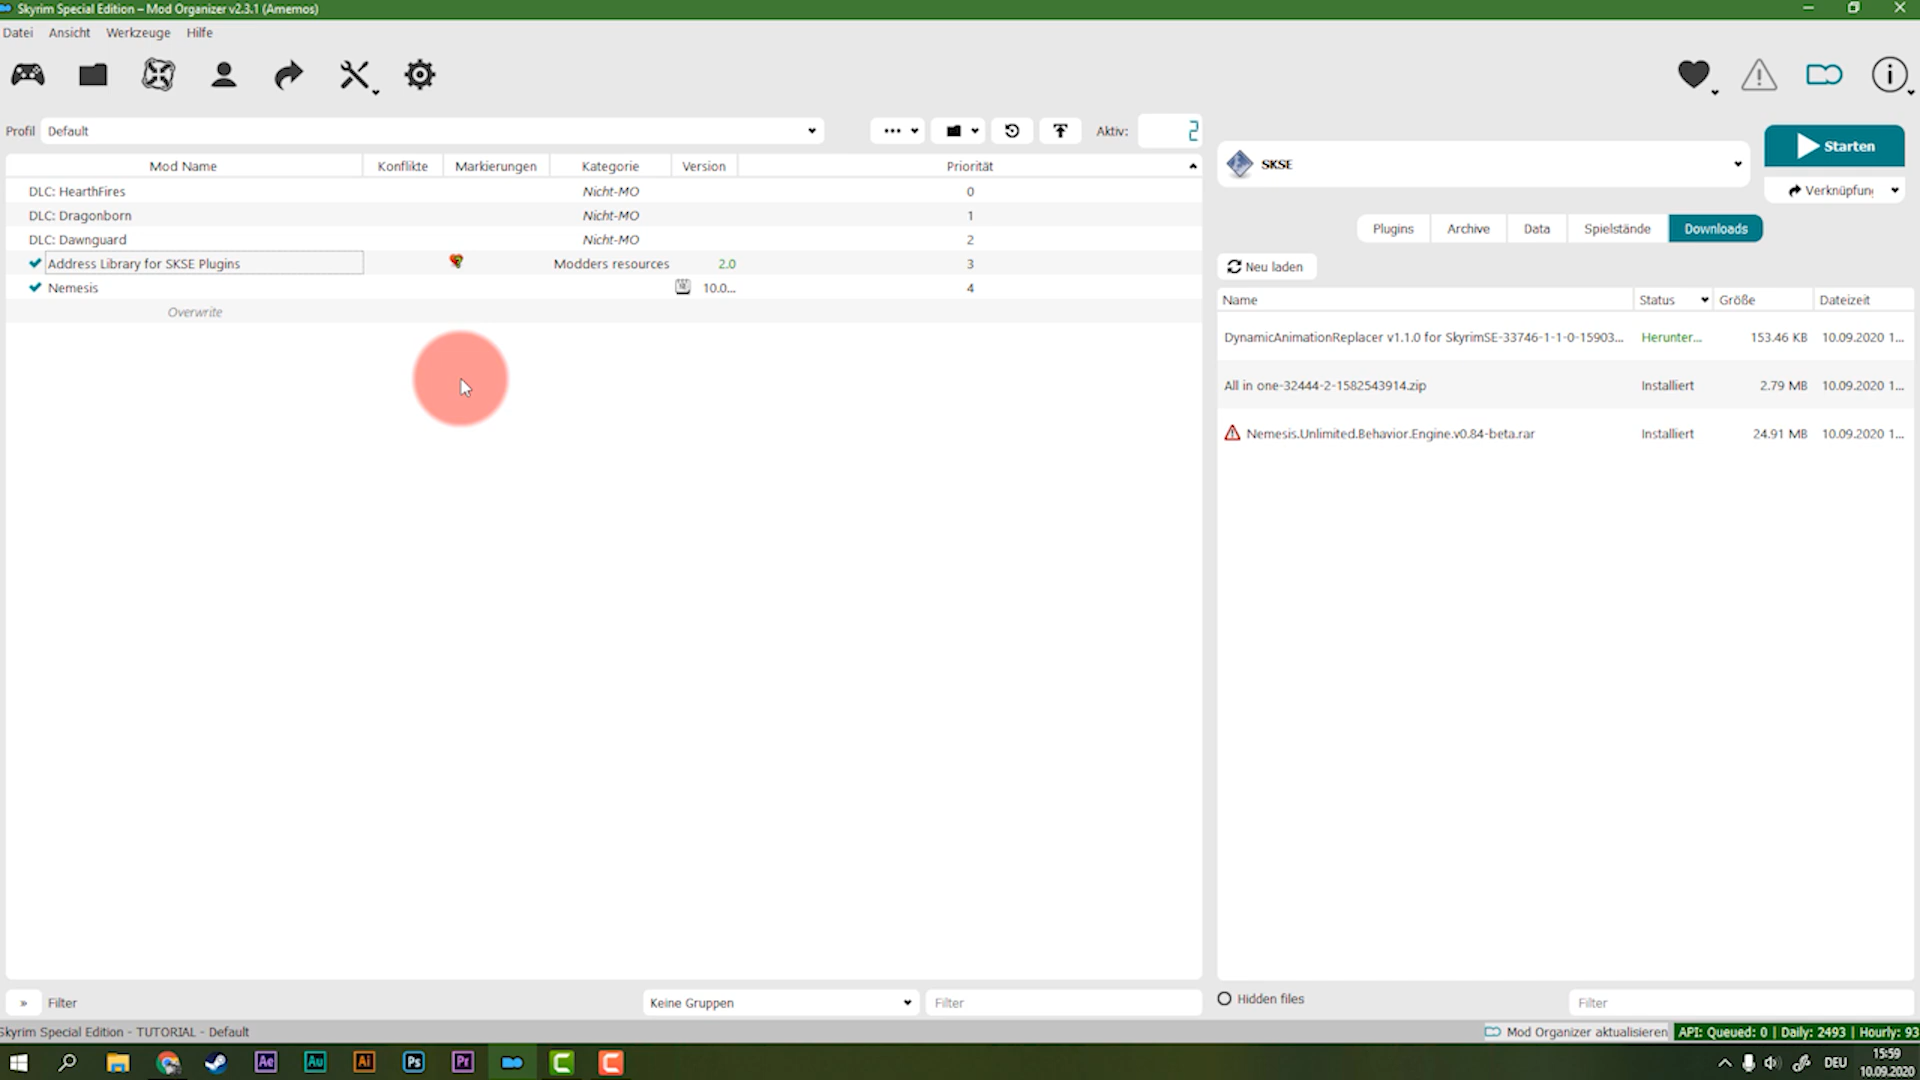 Skyrim Special Edition – Mod Organizer v2.3.1 (Amemos)
Datei Ansicht Werkzeuge Hilfe
Profil Default Aktiv: 2
Mod Name Konflikte Markierungen Kategorie Version Priorität
DLC: HearthFires Nicht-MO 0
DLC: Dragonborn Nicht-MO 1
DLC: Dawnguard Nicht-MO 2
Address Library for SKSE Plugins Modders resources 2.0 3
Nemesis 10.0... 4
Overwrite
SKSE
Starten
Verknüpfun
Plugins Archive Data Spielstände Downloads
Neu laden
Name Status Größe Dateizeit
DynamicAnimationReplacer v1.1.0 for SkyrimSE-33746-1-1-0-15903... Herunter... 153.46 KB 10.09.2020 1...
All in one-32444-2-1582543914.zip Installiert 2.79 MB 10.09.2020 1...
Nemesis.Unlimited.Behavior.Engine.v0.84-beta.rar Installiert 24.91 MB 10.09.2020 1...
» Filter Keine Gruppen Filter
Hidden files Filter
Skyrim Special Edition - TUTORIAL - Default
Mod Organizer aktualisieren API: Queued: 0 | Daily: 2493 | Hourly: 93
Ae Au Ai Ps Pr
DEU 15:59
10.09.2020